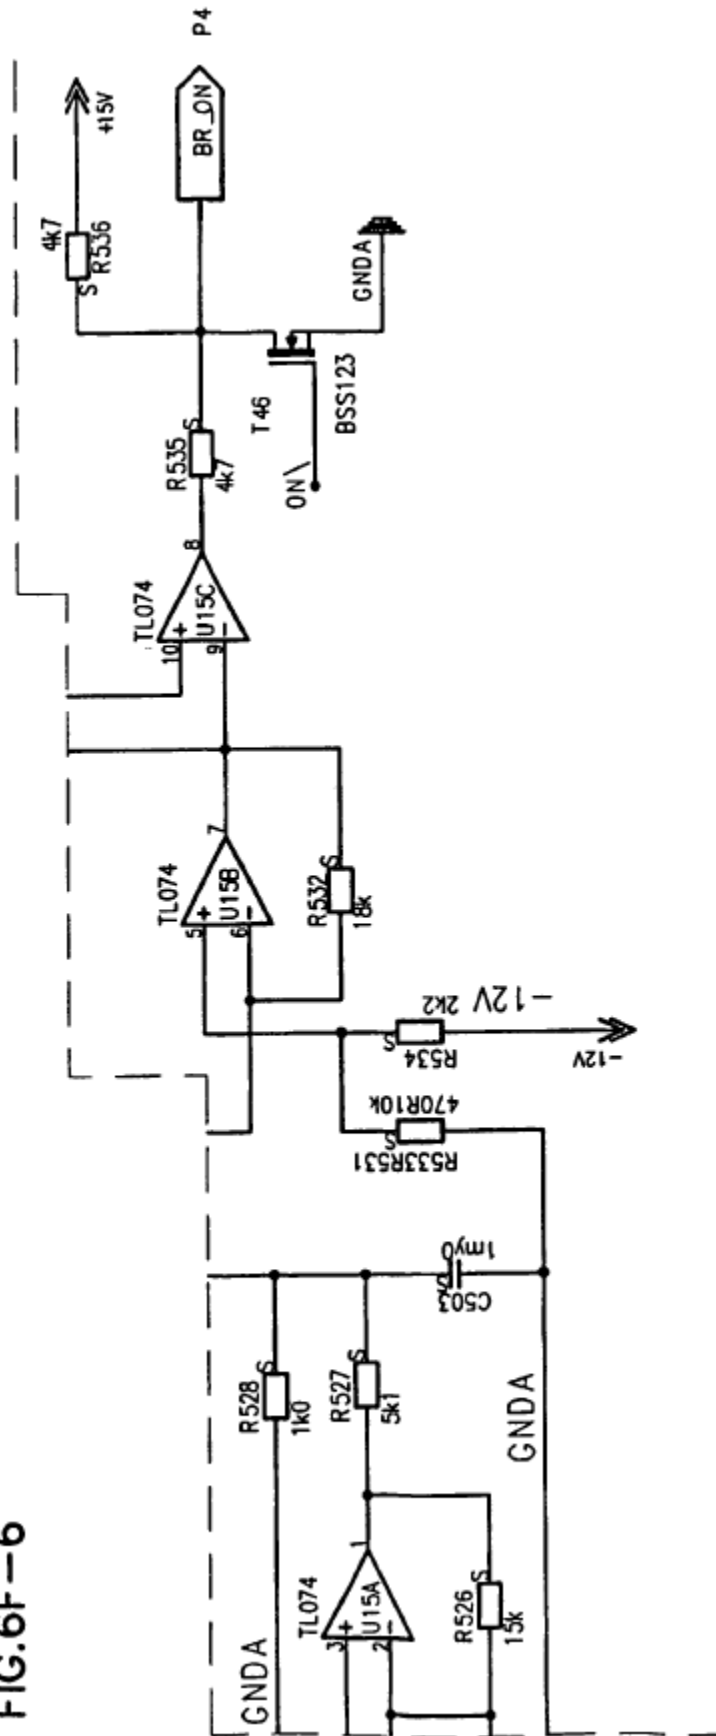 P4
BR_ON
+15V
4k7
R536
S
GNDA
T46
BSS123
ON\
R535
S
4k7
8
TL074
U15C
10
+
9
-
7
TL074
U15B
5
+
6
-
R532
S
18k
-12V
2k2
S
R534
-12V
470R10k
S
R533R531
1my0
S
C503
R528
S
1k0
R527
S
5k1
GNDA
1
TL074
U15A
3
+
2
-
R526
S
15k
GNDA
FIG.6F-6